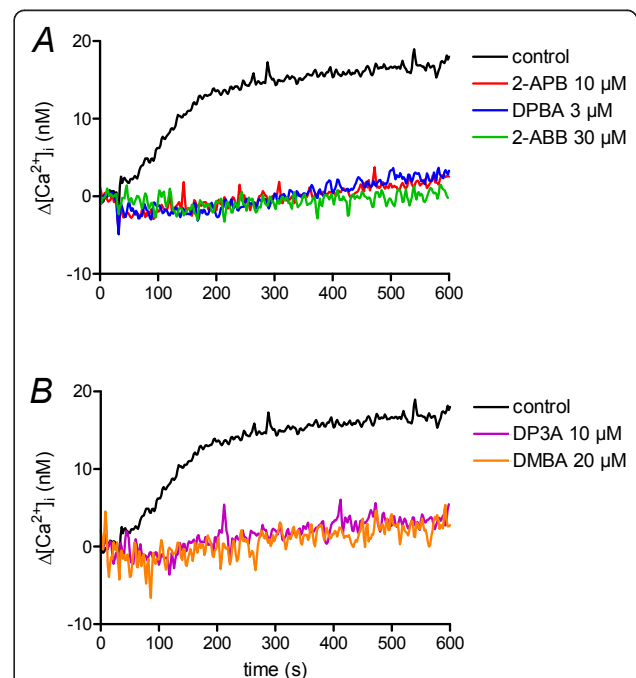 A
Δ[Ca²⁺]ᵢ (nM)
20
10
0
-10
0 100 200 300 400 500 600
control
2-APB 10 µM
DPBA 3 µM
2-ABB 30 µM
B
Δ[Ca²⁺]ᵢ (nM)
20
10
0
-10
0 100 200 300 400 500 600
time (s)
control
DP3A 10 µM
DMBA 20 µM